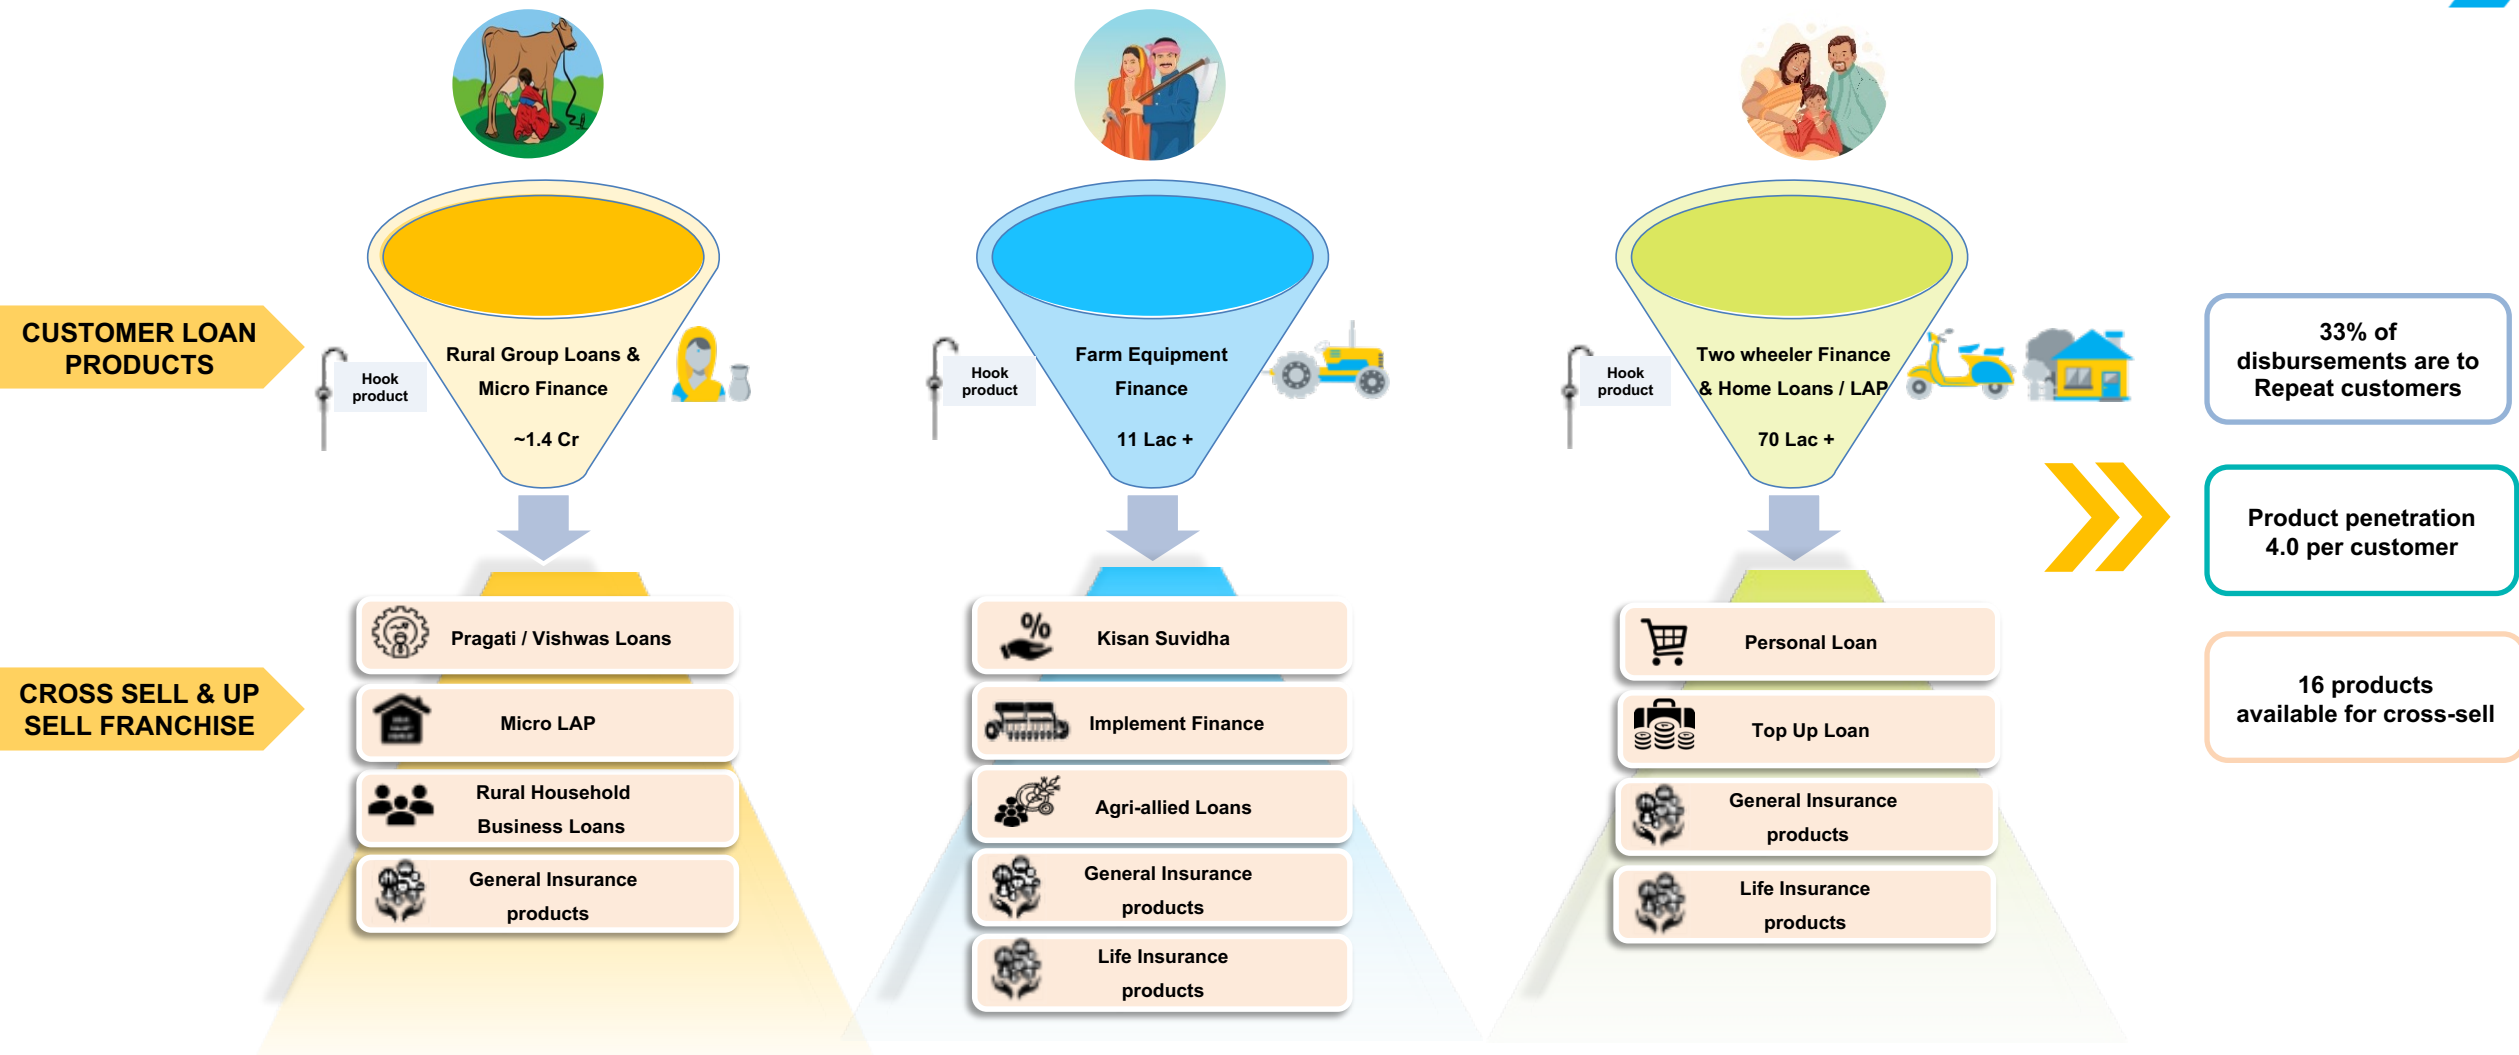 CUSTOMER LOAN
PRODUCTS
Hook
product
Rural Group Loans &
Micro Finance
~1.4 Cr
Hook
product
Farm Equipment
Finance
11 Lac +
Hook
product
Two wheeler Finance
& Home Loans / LAP
70 Lac +
33% of
disbursements are to
Repeat customers
Product penetration
4.0 per customer
16 products
available for cross-sell
CROSS SELL & UP
SELL FRANCHISE
Pragati / Vishwas Loans
Micro LAP
Rural Household
Business Loans
General Insurance
products
Kisan Suvidha
Implement Finance
Agri-allied Loans
General Insurance
products
Life Insurance
products
Personal Loan
Top Up Loan
General Insurance
products
Life Insurance
products